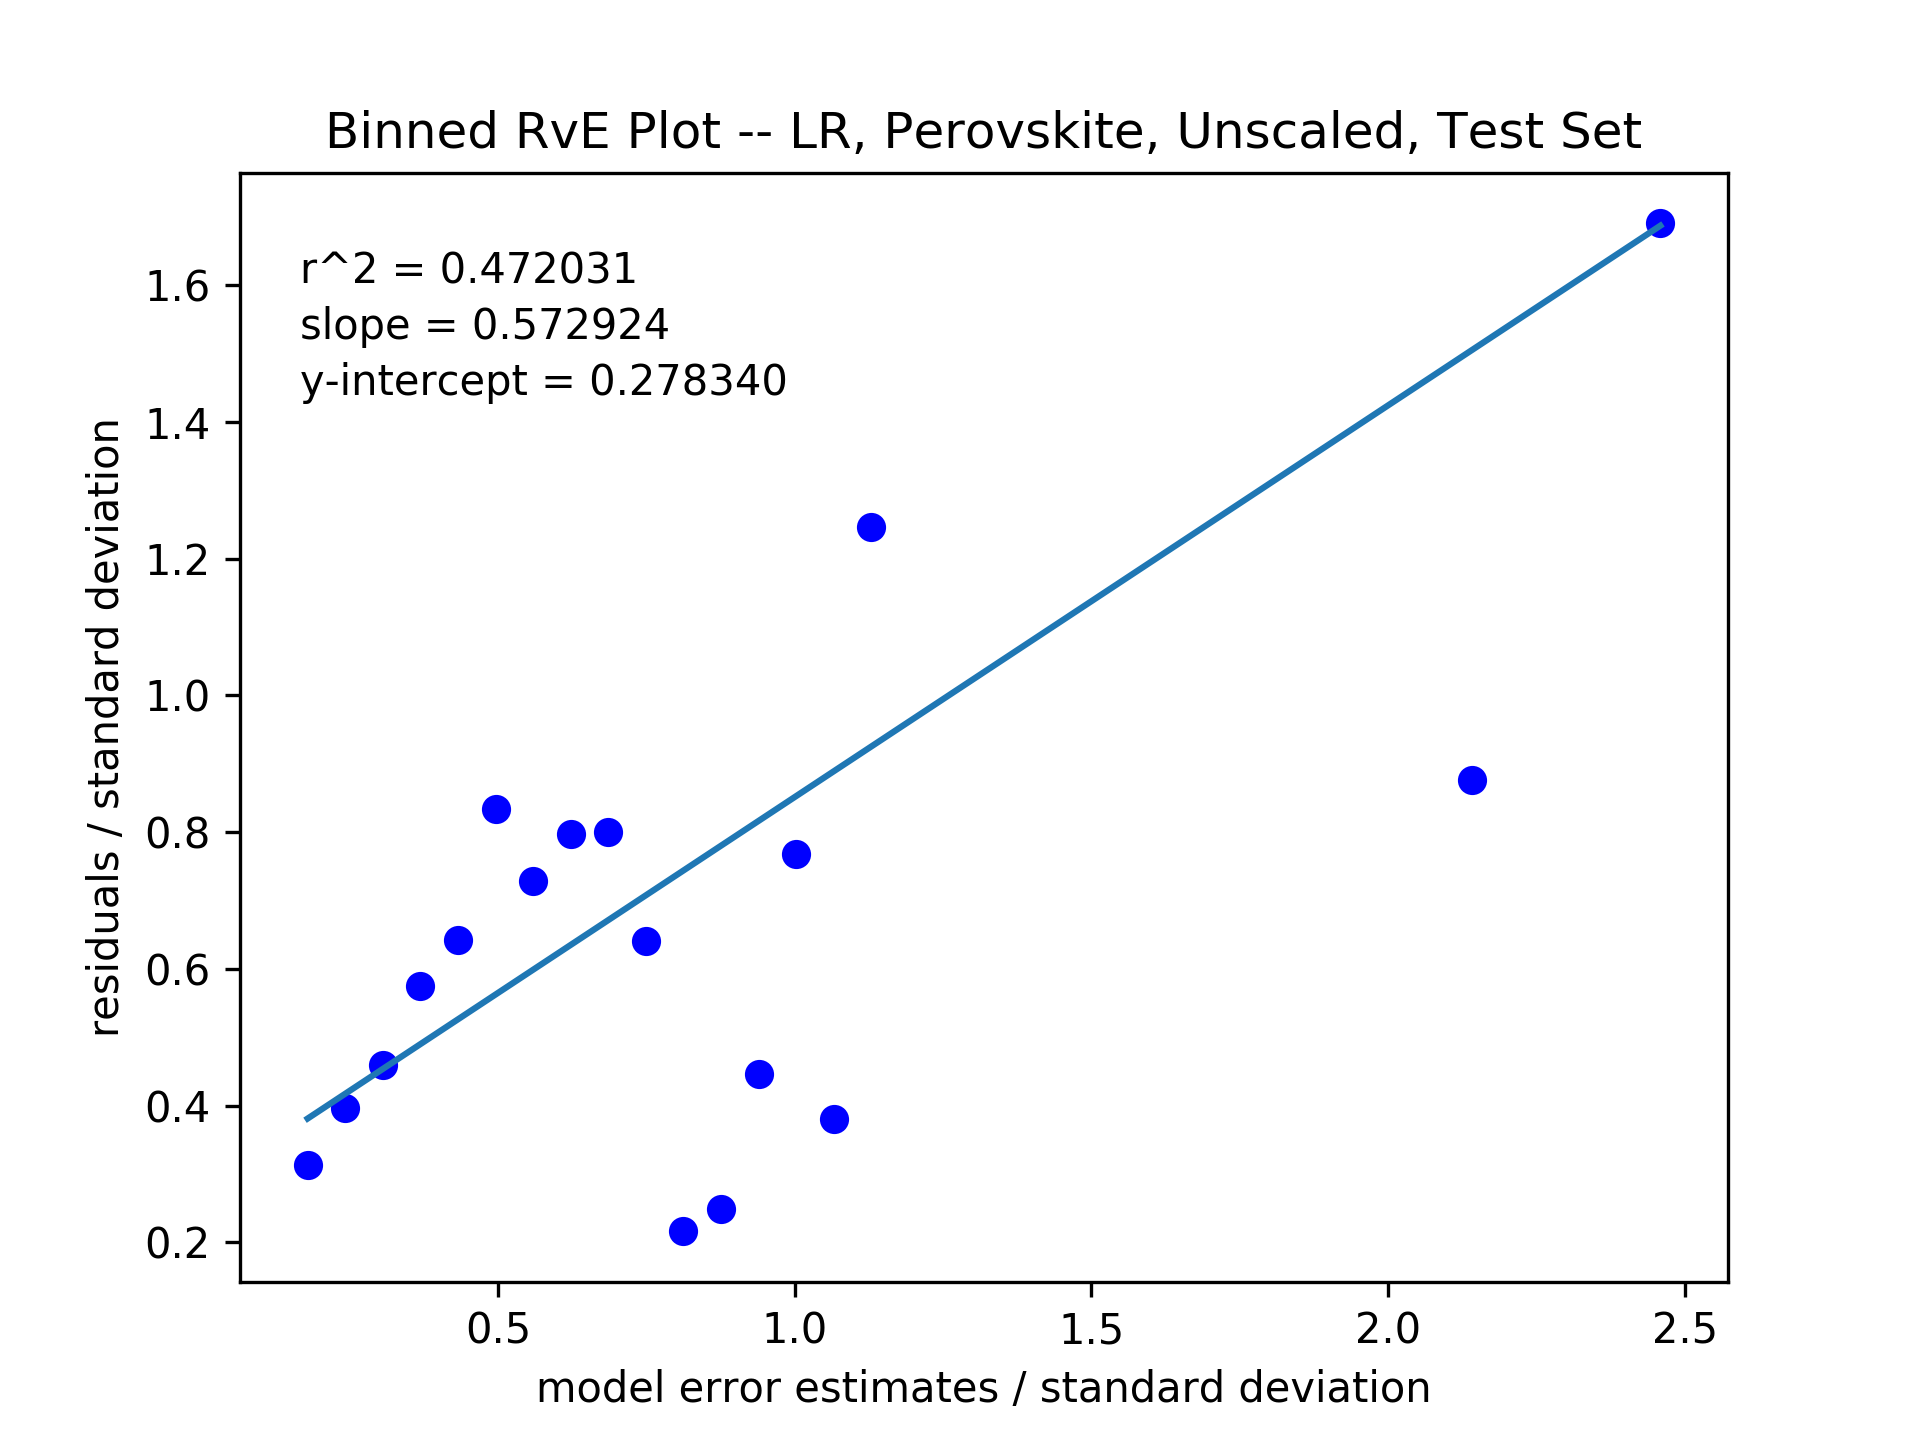 Binned RvE Plot -- LR, Perovskite, Unscaled, Test Set
r^2 = 0.472031
slope = 0.572924
y-intercept = 0.278340
residuals / standard deviation
1.6
1.4
1.2
1.0
0.8
0.6
0.4
0.2
0.5 1.0 1.5 2.0 2.5
model error estimates / standard deviation